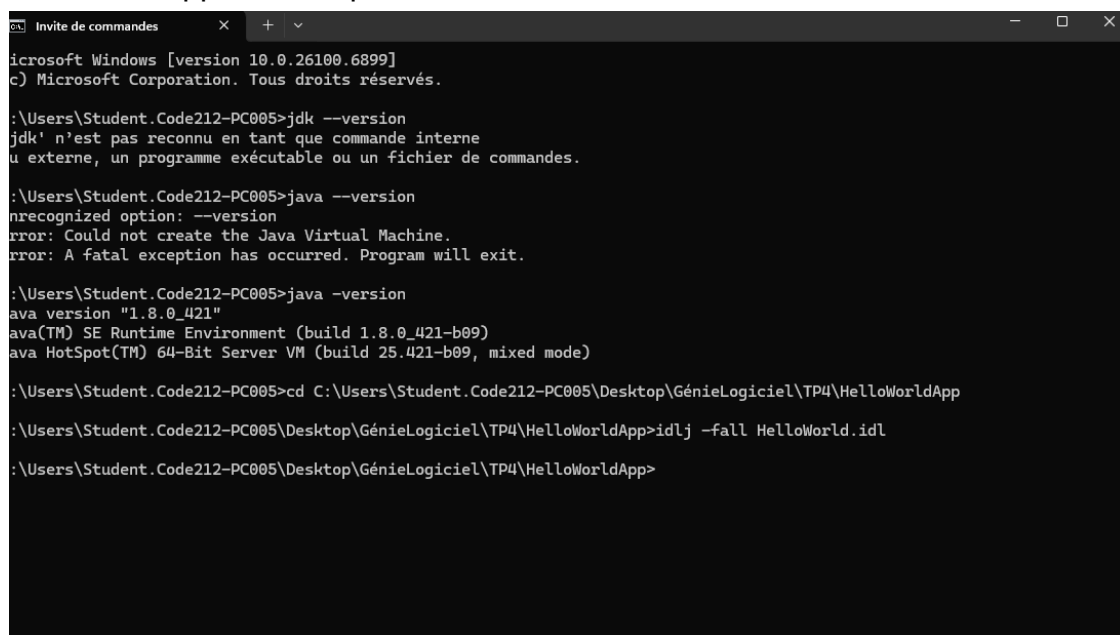 Invite de commandes
icrosoft Windows [version 10.0.26100.6899]
c) Microsoft Corporation. Tous droits réservés.
:\Users\Student.Code212-PC005>jdk --version
jdk' n’est pas reconnu en tant que commande interne
u externe, un programme exécutable ou un fichier de commandes.
:\Users\Student.Code212-PC005>java --version
nrecognized option: --version
rror: Could not create the Java Virtual Machine.
rror: A fatal exception has occurred. Program will exit.
:\Users\Student.Code212-PC005>java -version
ava version "1.8.0_421"
ava(TM) SE Runtime Environment (build 1.8.0_421-b09)
ava HotSpot(TM) 64-Bit Server VM (build 25.421-b09, mixed mode)
:\Users\Student.Code212-PC005>cd C:\Users\Student.Code212-PC005\Desktop\GénieLogiciel\TP4\HelloWorldApp
:\Users\Student.Code212-PC005\Desktop\GénieLogiciel\TP4\HelloWorldApp>idlj -fall HelloWorld.idl
:\Users\Student.Code212-PC005\Desktop\GénieLogiciel\TP4\HelloWorldApp>